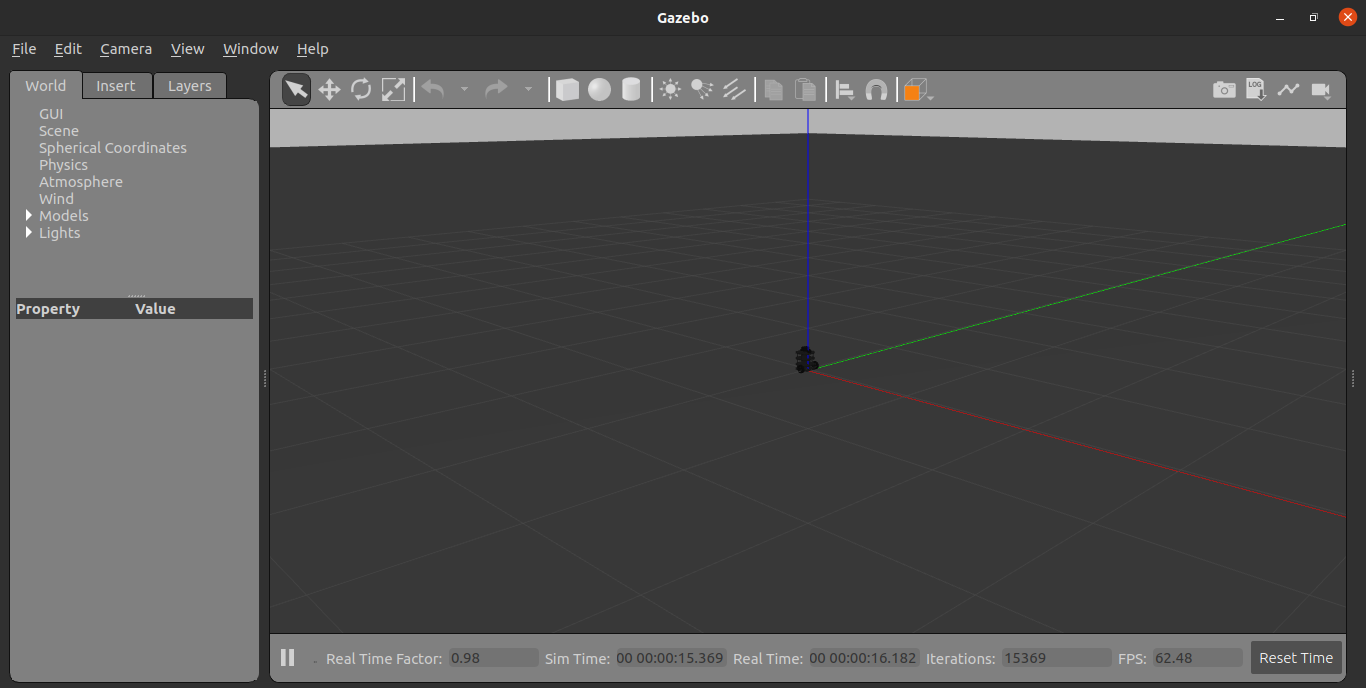 Gazebo
File Edit Camera View Window Help
World Insert Layers
LOG
GUI
Scene
Spherical Coordinates
Physics
Atmosphere
Wind
Models
Lights
Property Value
Real Time Factor: 0.98 Sim Time: 00 00:00:15.369 Real Time: 00 00:00:16.182 Iterations: 15369 FPS: 62.48 Reset Time